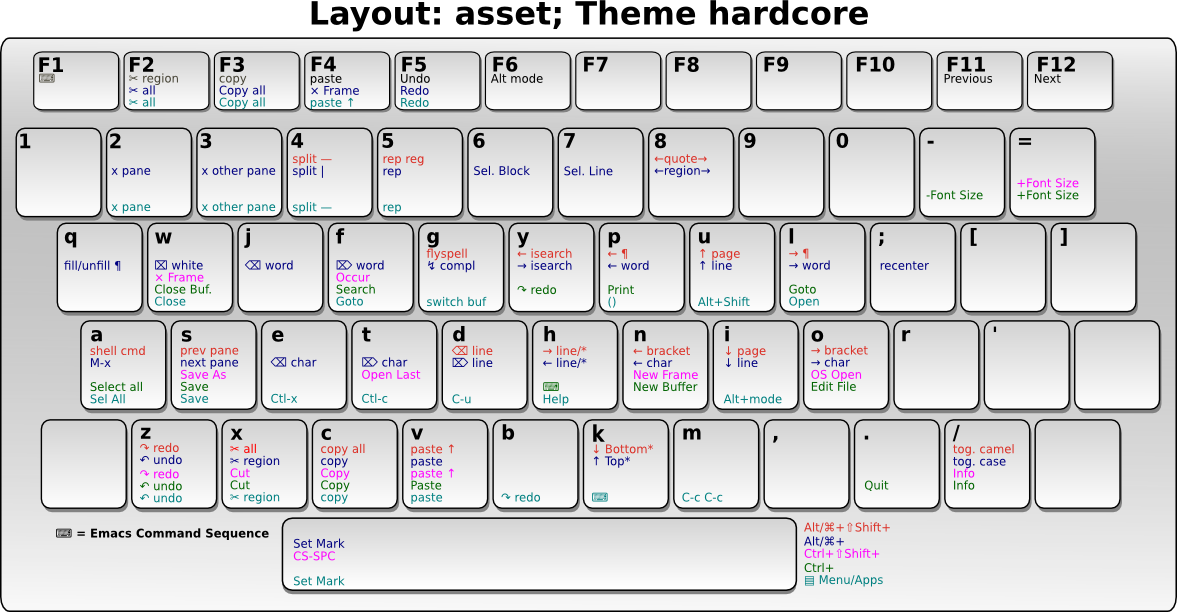 Layout: asset; Theme hardcore
F1
⌨
F2
✂ region
✂ all
✂ all
F3
copy
Copy all
Copy all
F4
paste
× Frame
paste ↑
F5
Undo
Redo
Redo
F6
Alt mode
F7
F8
F9
F10
F11
Previous
F12
Next
1
2
x pane
x pane
3
x other pane
x other pane
4
split —
split |
split —
5
rep reg
rep
rep
6
Sel. Block
7
Sel. Line
8
←quote→
←region→
9
0
-
-Font Size
=
+Font Size
+Font Size
q
fill/unfill ¶
w
⌧ white
× Frame
Close Buf.
Close
j
⌫ word
f
⌦ word
Occur
Search
Goto
g
flyspell
↯ compl
switch buf
y
← isearch
→ isearch
↷ redo
p
← ¶
← word
Print
()
u
↑ page
↑ line
Alt+Shift
l
→ ¶
→ word
Goto
Open
;
recenter
[
]
a
shell cmd
M-x
Select all
Sel All
s
prev pane
next pane
Save As
Save
Save
e
⌫ char
Ctl-x
t
⌦ char
Open Last
Ctl-c
d
⌫ line
⌦ line
C-u
h
→ line/*
← line/*
⌨
Help
n
← bracket
← char
New Frame
New Buffer
i
↓ page
↓ line
Alt+mode
o
→ bracket
→ char
OS Open
Edit File
r
'
z
↷ redo
↶ undo
↷ redo
↶ undo
↶ undo
x
✂ all
✂ region
Cut
Cut
✂ region
c
copy all
copy
Copy
Copy
copy
v
paste ↑
paste
paste ↑
Paste
paste
b
↷ redo
k
↓ Bottom*
↑ Top*
⌨
m
C-c C-c
,
.
Quit
/
tog. camel
tog. case
Info
Info
⌨ = Emacs Command Sequence
Set Mark
CS-SPC
Set Mark
Alt/⌘+⇧Shift+
Alt/⌘+
Ctrl+⇧Shift+
Ctrl+
▤ Menu/Apps